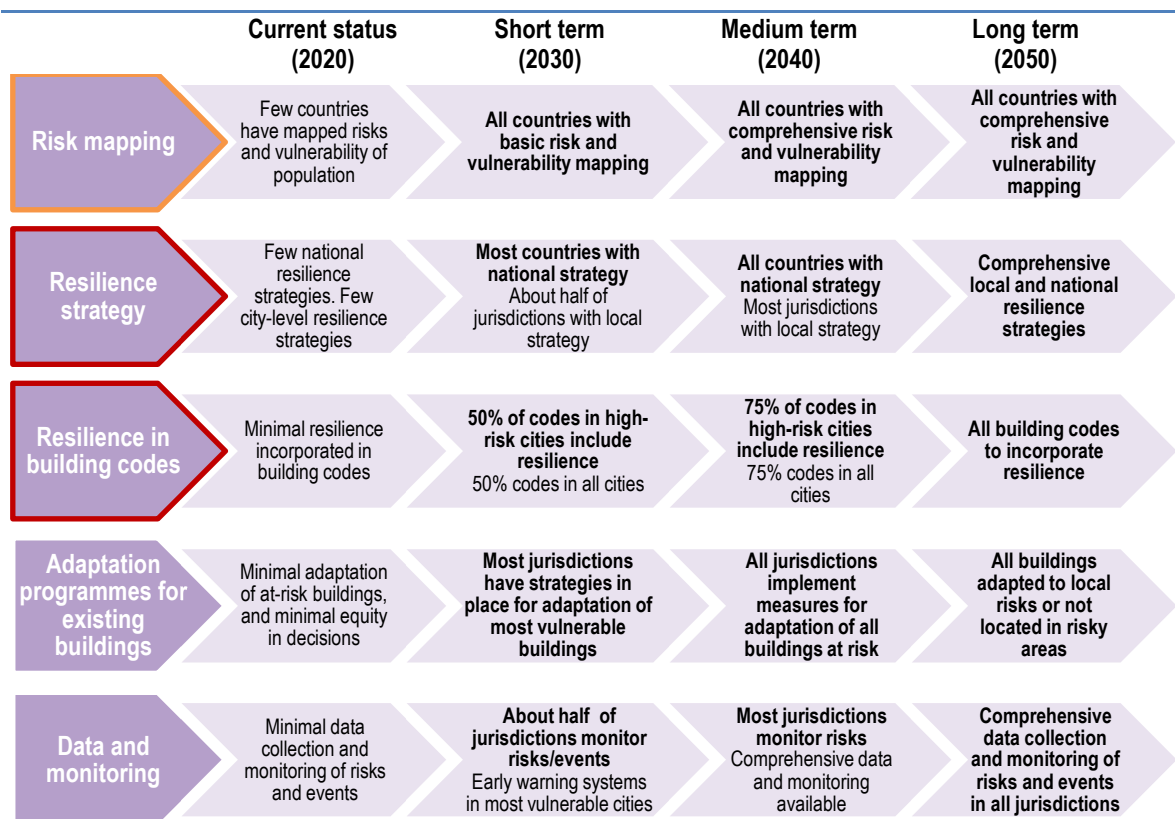 Current status
(2020)
Short term
(2030)
Medium term
(2040)
Long term
(2050)
Risk mapping
Few countries
have mapped risks
and vulnerability of
population
All countries with
basic risk and
vulnerability mapping
All countries with
comprehensive risk
and vulnerability
mapping
All countries with
comprehensive
risk and
vulnerability
mapping
Resilience
strategy
Few national
resilience
strategies. Few
city-level resilience
strategies
Most countries with
national strategy
About half of
jurisdictions with local
strategy
All countries with
national strategy
Most jurisdictions
with local strategy
Comprehensive
local and national
resilience
strategies
Resilience in
building codes
Minimal resilience
incorporated in
building codes
50% of codes in high-
risk cities include
resilience
50% codes in all cities
75% of codes in
high-risk cities
include resilience
75% codes in all
cities
All building codes
to incorporate
resilience
Adaptation
programmes for
existing
buildings
Minimal adaptation
of at-risk buildings,
and minimal equity
in decisions
Most jurisdictions
have strategies in
place for adaptation of
most vulnerable
buildings
All jurisdictions
implement
measures for
adaptation of all
buildings at risk
All buildings
adapted to local
risks or not
located in risky
areas
Data and
monitoring
Minimal data
collection and
monitoring of risks
and events
About half of
jurisdictions monitor
risks/events
Early warning systems
in most vulnerable cities
Most jurisdictions
monitor risks
Comprehensive data
and monitoring
available
Comprehensive
data collection
and monitoring of
risks and events
in all jurisdictions